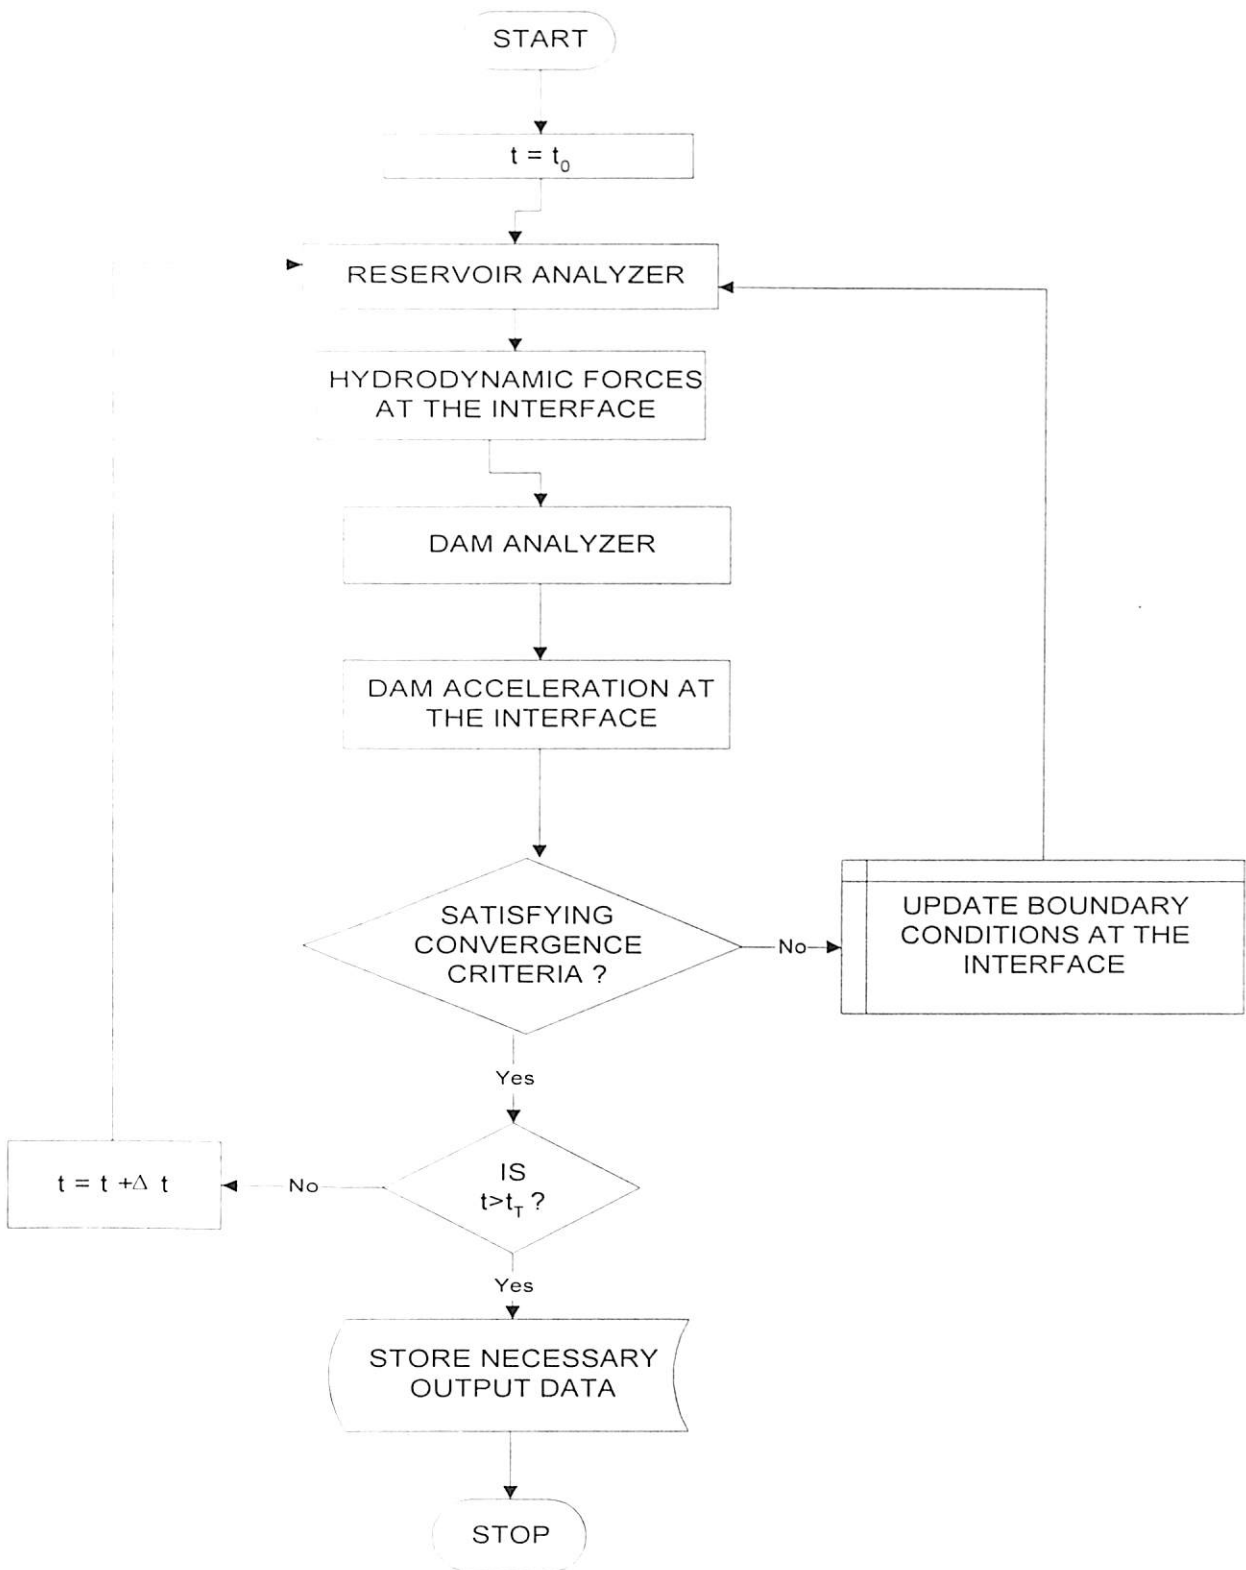 START
t = t₀
RESERVOIR ANALYZER
HYDRODYNAMIC FORCES
AT THE INTERFACE
DAM ANALYZER
DAM ACCELERATION AT
THE INTERFACE
SATISFYING
CONVERGENCE
CRITERIA ?
No
UPDATE BOUNDARY
CONDITIONS AT THE
INTERFACE
Yes
IS
t>t_T ?
No
t = t +Δ t
Yes
STORE NECESSARY
OUTPUT DATA
STOP